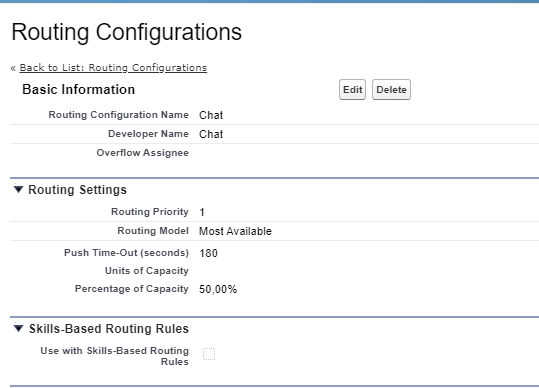 Routing Configurations
« Back to List: Routing Configurations
Basic Information Edit Delete
Routing Configuration Name Chat
Developer Name Chat
Overflow Assignee
Routing Settings
Routing Priority 1
Routing Model Most Available
Push Time-Out (seconds) 180
Units of Capacity
Percentage of Capacity 50,00%
Skills-Based Routing Rules
Use with Skills-Based Routing
Rules